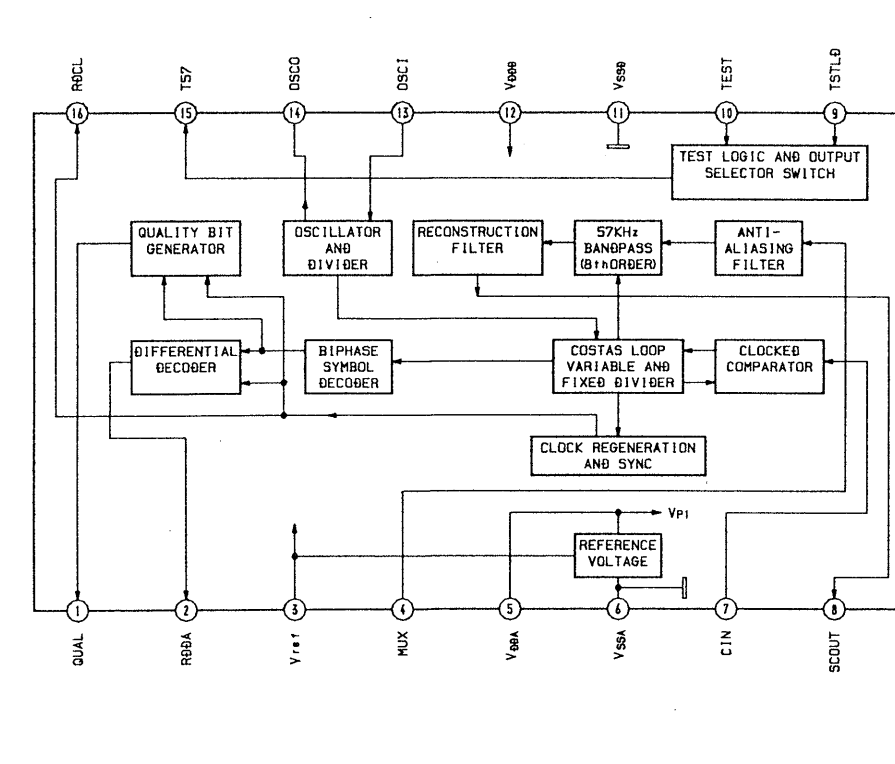 RDCL
T57
OSCO
OSCI
VDDD
VSSD
TEST
TSTLD
16
15
14
13
12
11
10
9
TEST LOGIC AND OUTPUT
SELECTOR SWITCH
QUALITY BIT
GENERATOR
OSCILLATOR
AND
DIVIDER
RECONSTRUCTION
FILTER
57KHz
BANDPASS
(8thORDER)
ANTI-
ALIASING
FILTER
DIFFERENTIAL
DECODER
BIPHASE
SYMBOL
DECODER
COSTAS LOOP
VARIABLE AND
FIXED DIVIDER
CLOCKED
COMPARATOR
CLOCK REGENERATION
AND SYNC
VP1
REFERENCE
VOLTAGE
1
2
3
4
5
6
7
8
QUAL
RDDA
Vref
MUX
VDDA
VSSA
CIN
SCOUT